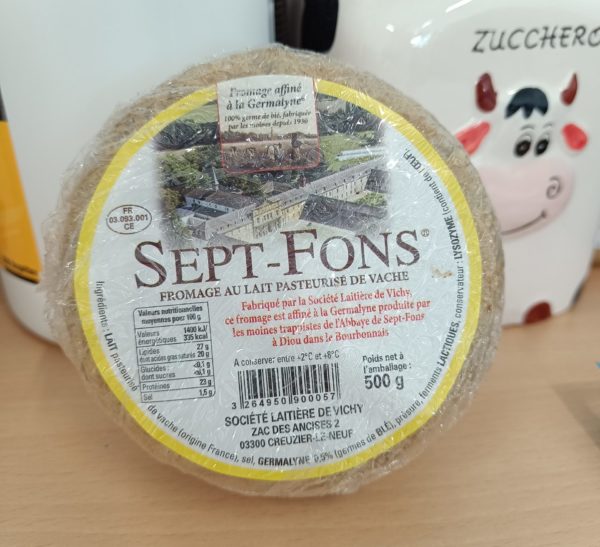 ZUCCHERO
Fromage affiné
à la Germalyne®
100% germe de blé, fabriquée
par les moines depuis 1930
FR
03.093.001
CE
SEPT-FONS®
FROMAGE AU LAIT PASTEURISÉ DE VACHE
Fabriqué par la Société Laitière de Vichy,
ce fromage est affiné à la Germalyne produite par
les moines trappistes de l'Abbaye de Sept-Fons
à Diou dans le Bourbonnais
Valeurs nutritionnelles
moyennes pour 100 g
Valeurs 1400 kJ/
énergétiques 335 kcal
Lipides 27 g
dont acides gras saturés 20 g
Glucides : <0,1 g
dont sucres <0,1 g
Protéines 23 g
Sel 1,5 g
A conserver entre +2°C et +8°C
3 264950 900057
Poids net à
l'amballage :
500 g
SOCIÉTÉ LAITIÈRE DE VICHY
ZAC DES ANCISES 2
03300 CREUZIER-LE-NEUF
Ingrédients : LAIT pasteurisé de vache (origine France), sel, GERMALYNE 0,5% (germes de BLÉ), présure, ferments LACTIQUES, conservateur : LYSOZYME (contient de l'ŒUF).